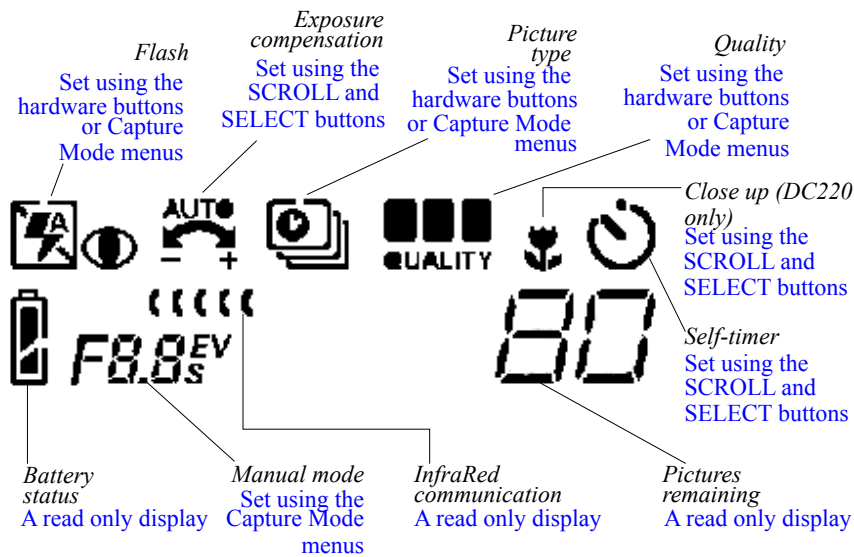 Flash
Set using the
hardware buttons
or Capture
Mode menus
Exposure
compensation
Set using the
SCROLL and
SELECT buttons
Picture
type
Set using the
hardware buttons
or Capture Mode
menus
Quality
Set using the
hardware buttons
or Capture
Mode menus
A
AUTO
- +
QUALITY
Close up (DC220
only)
Set using the
SCROLL and
SELECT buttons
F8.8 EV
S
80
Self-timer
Set using the
SCROLL and
SELECT buttons
Battery
status
A read only display
Manual mode
Set using the
Capture Mode
menus
InfraRed
communication
A read only display
Pictures
remaining
A read only display